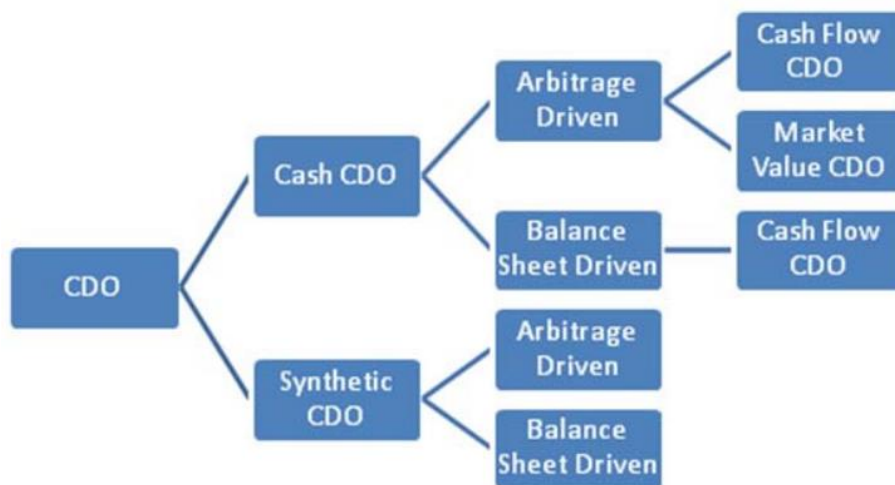 Cash Flow
CDO
Arbitrage
Driven
Market
Value CDO
Cash CDO
Balance
Sheet Driven
Cash Flow
CDO
CDO
Arbitrage
Driven
Synthetic
CDO
Balance
Sheet Driven